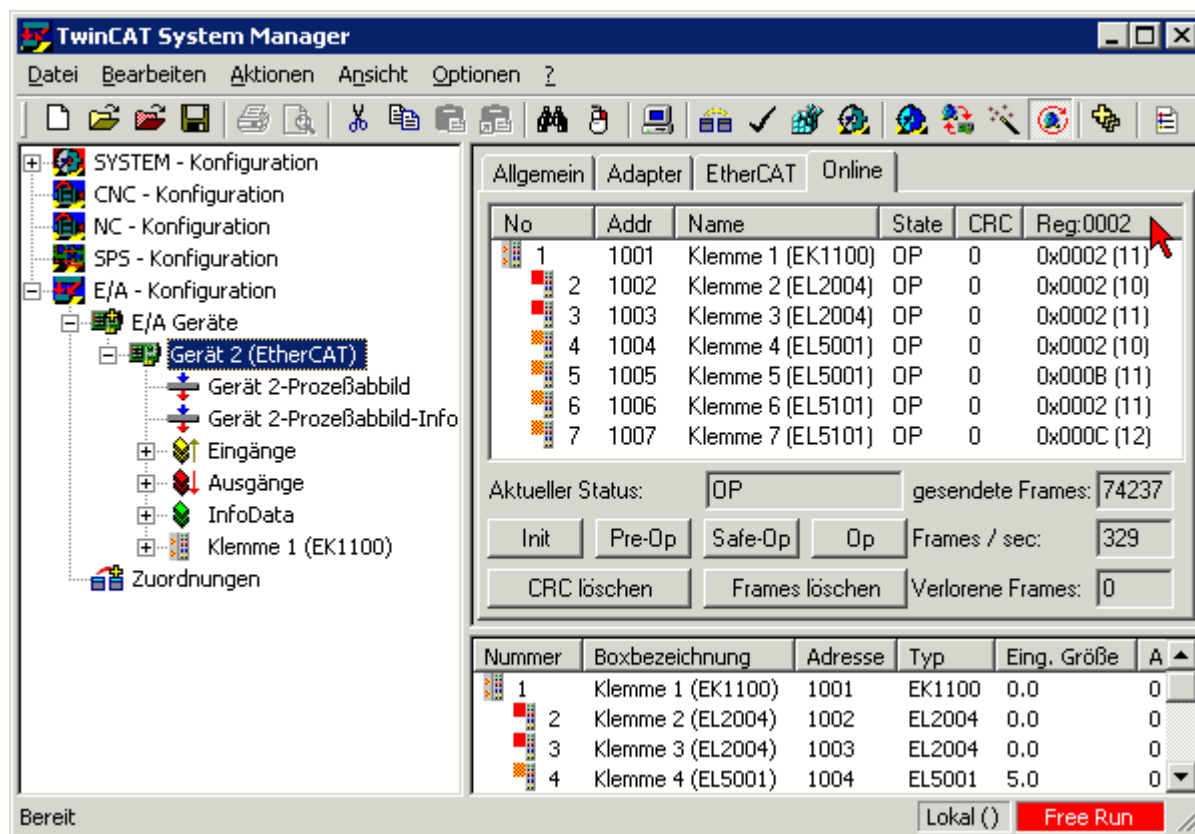 TwinCAT System Manager
Datei Bearbeiten Aktionen Ansicht Optionen ?
SYSTEM - Konfiguration
CNC - Konfiguration
NC - Konfiguration
SPS - Konfiguration
E/A - Konfiguration
E/A Geräte
Gerät 2 (EtherCAT)
Gerät 2-Prozeßabbild
Gerät 2-Prozeßabbild-Info
Eingänge
Ausgänge
InfoData
Klemme 1 (EK1100)
Zuordnungen
Allgemein Adapter EtherCAT Online
No Addr Name State CRC Reg:0002
1 1001 Klemme 1 (EK1100) OP 0 0x0002 (11)
2 1002 Klemme 2 (EL2004) OP 0 0x0002 (10)
3 1003 Klemme 3 (EL2004) OP 0 0x0002 (11)
4 1004 Klemme 4 (EL5001) OP 0 0x0002 (10)
5 1005 Klemme 5 (EL5001) OP 0 0x000B (11)
6 1006 Klemme 6 (EL5101) OP 0 0x0002 (11)
7 1007 Klemme 7 (EL5101) OP 0 0x000C (12)
Aktueller Status: OP gesendete Frames: 74237
Init Pre-Op Safe-Op Op Frames / sec: 329
CRC löschen Frames löschen Verlorene Frames: 0
Nummer Boxbezeichnung Adresse Typ Eing. Größe A
1 Klemme 1 (EK1100) 1001 EK1100 0.0 0
2 Klemme 2 (EL2004) 1002 EL2004 0.0 0
3 Klemme 3 (EL2004) 1003 EL2004 0.0 0
4 Klemme 4 (EL5001) 1004 EL5001 5.0 0
Bereit Lokal () Free Run